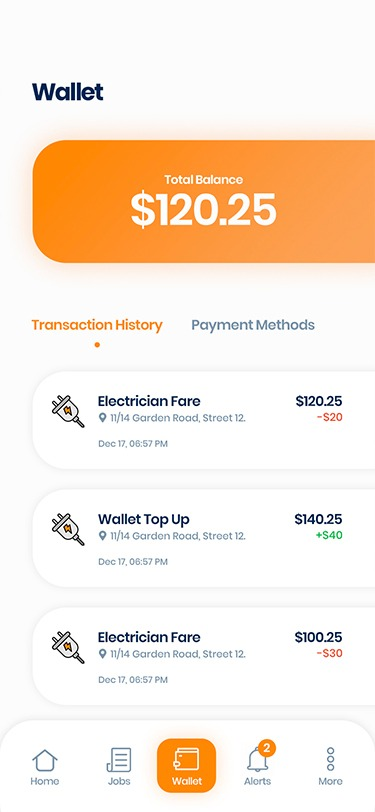 Wallet
Total Balance
$120.25
Transaction History Payment Methods
Electrician Fare $120.25
11/14 Garden Road, Street 12. -$20
Dec 17, 06:57 PM
Wallet Top Up $140.25
11/14 Garden Road, Street 12. +$40
Dec 17, 06:57 PM
Electrician Fare $100.25
11/14 Garden Road, Street 12. -$30
Dec 17, 06:57 PM
2
Home Jobs Wallet Alerts More